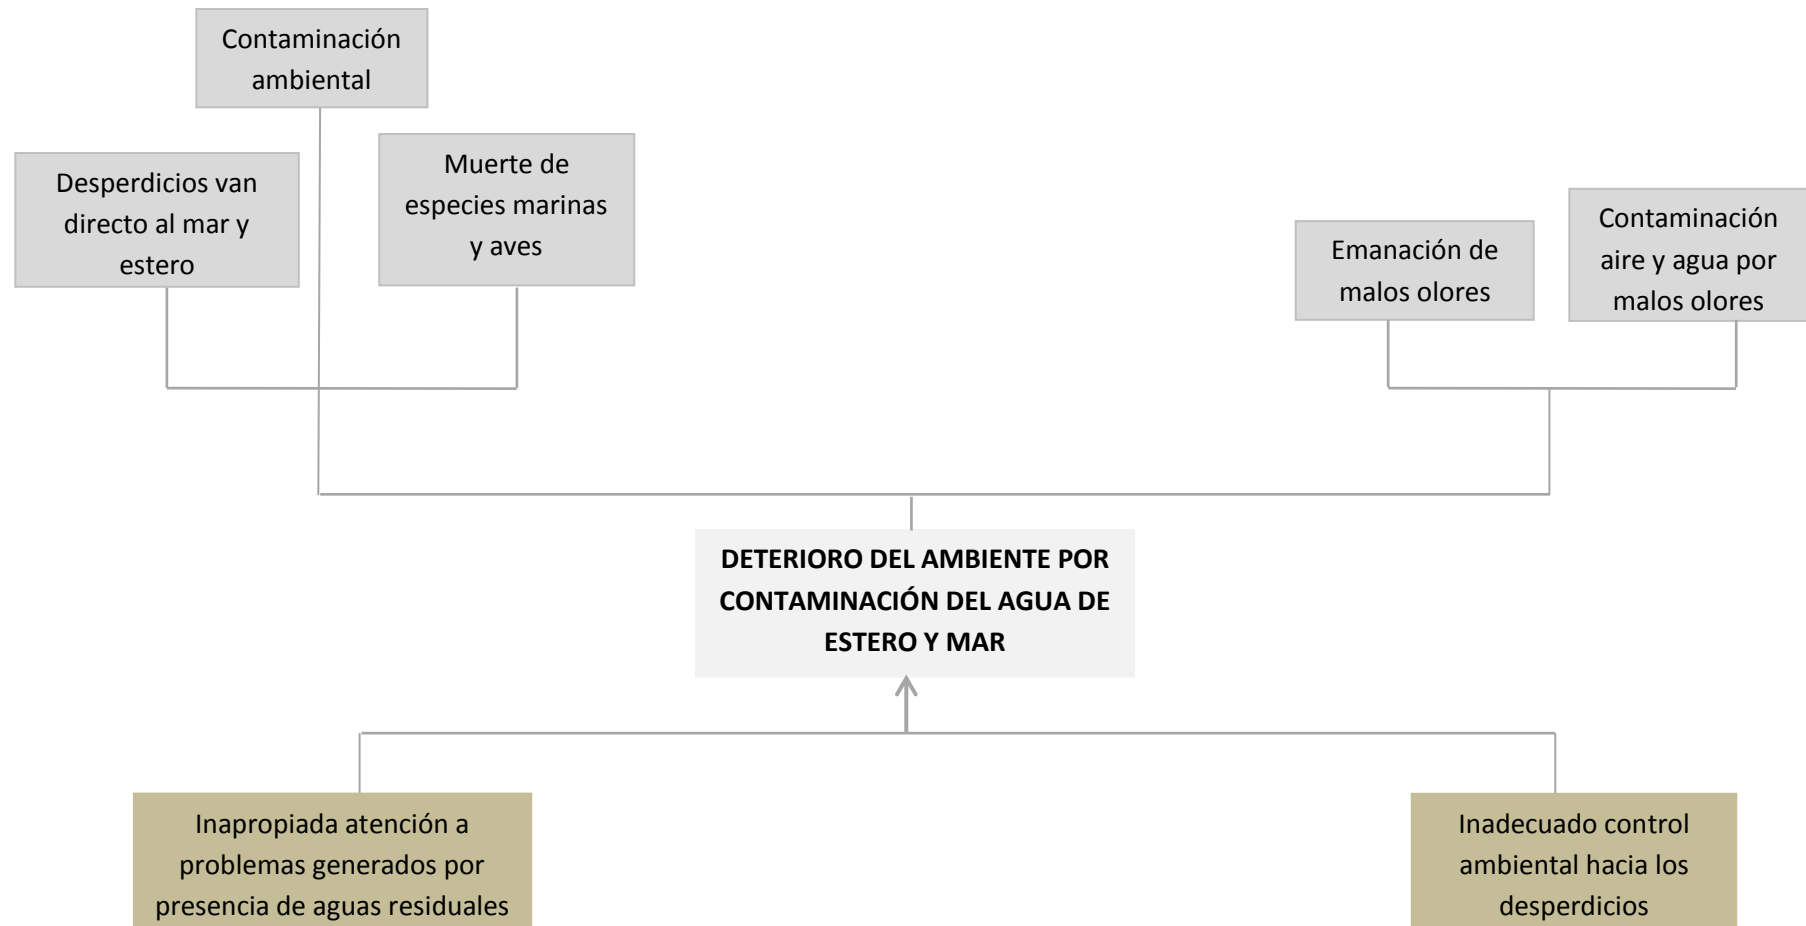 Contaminación
ambiental
Desperdicios van
directo al mar y
estero
Muerte de
especies marinas
y aves
Emanación de
malos olores
Contaminación
aire y agua por
malos olores
DETERIORO DEL AMBIENTE POR
CONTAMINACIÓN DEL AGUA DE
ESTERO Y MAR
Inapropiada atención a
problemas generados por
presencia de aguas residuales
Inadecuado control
ambiental hacia los
desperdicios